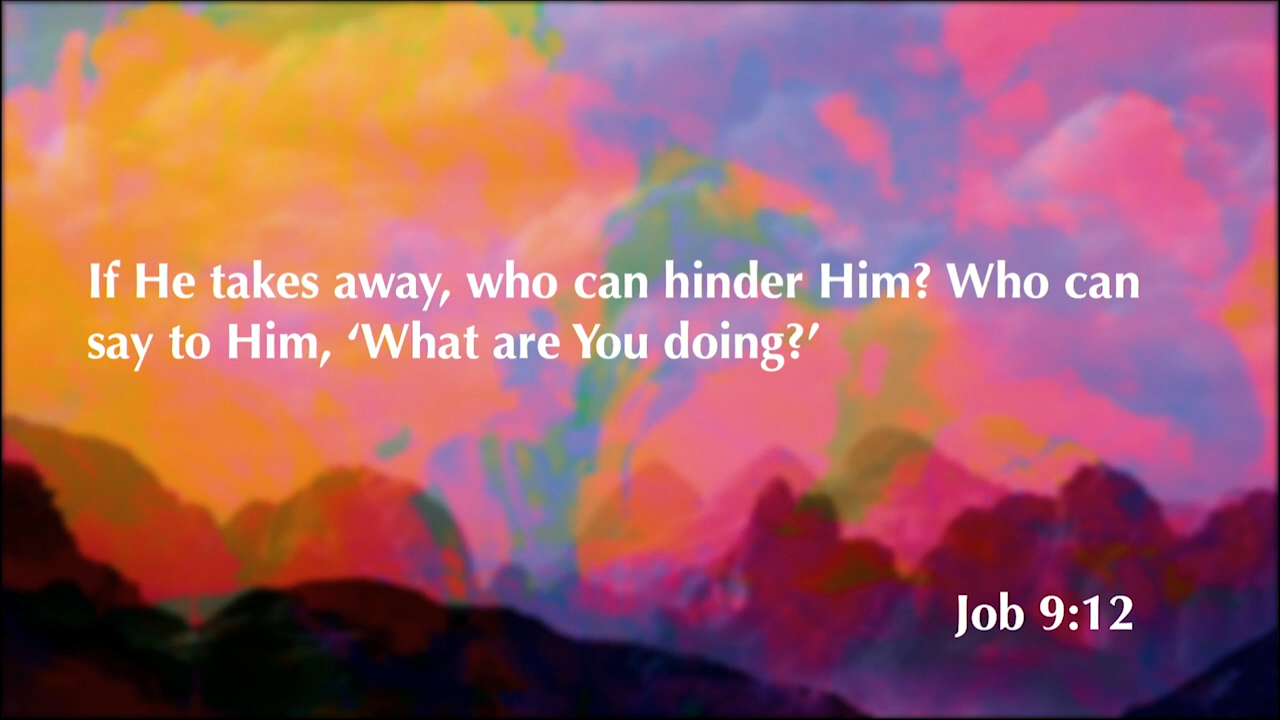 If He takes away, who can hinder Him? Who can
say to Him, ‘What are You doing?’
Job 9:12